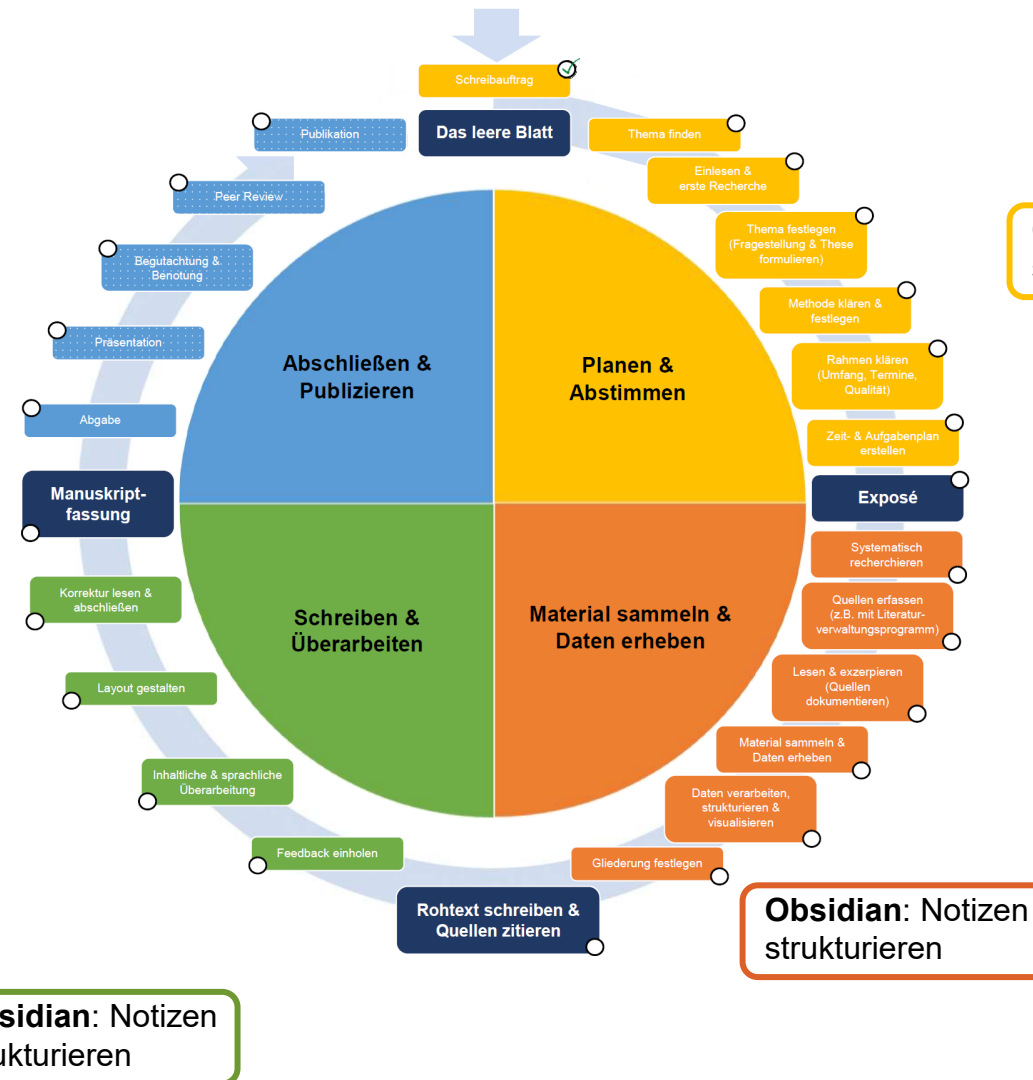 Schreibauftrag
Das leere Blatt
Thema finden
Einlesen &
erste Recherche
Thema festlegen
(Fragestellung & These
formulieren)
Methode klären &
festlegen
Rahmen klären
(Umfang, Termine,
Qualität)
Zeit- & Aufgabenplan
erstellen
Exposé
Systematisch
recherchieren
Quellen erfassen
(z.B. mit Literatur-
verwaltungsprogramm)
Lesen & exzerpieren
(Quellen
dokumentieren)
Material sammeln &
Daten erheben
Daten verarbeiten,
strukturieren &
visualisieren
Gliederung festlegen
Rohtext schreiben &
Quellen zitieren
Feedback einholen
Inhaltliche & sprachliche
Überarbeitung
Layout gestalten
Korrektur lesen &
abschließen
Manuskript-
fassung
Abgabe
Präsentation
Begutachtung &
Benotung
Peer Review
Publikation
Abschließen &
Publizieren
Planen &
Abstimmen
Schreiben &
Überarbeiten
Material sammeln &
Daten erheben
Obsidian: Notizen
strukturieren
sidian: Notizen
ukturieren